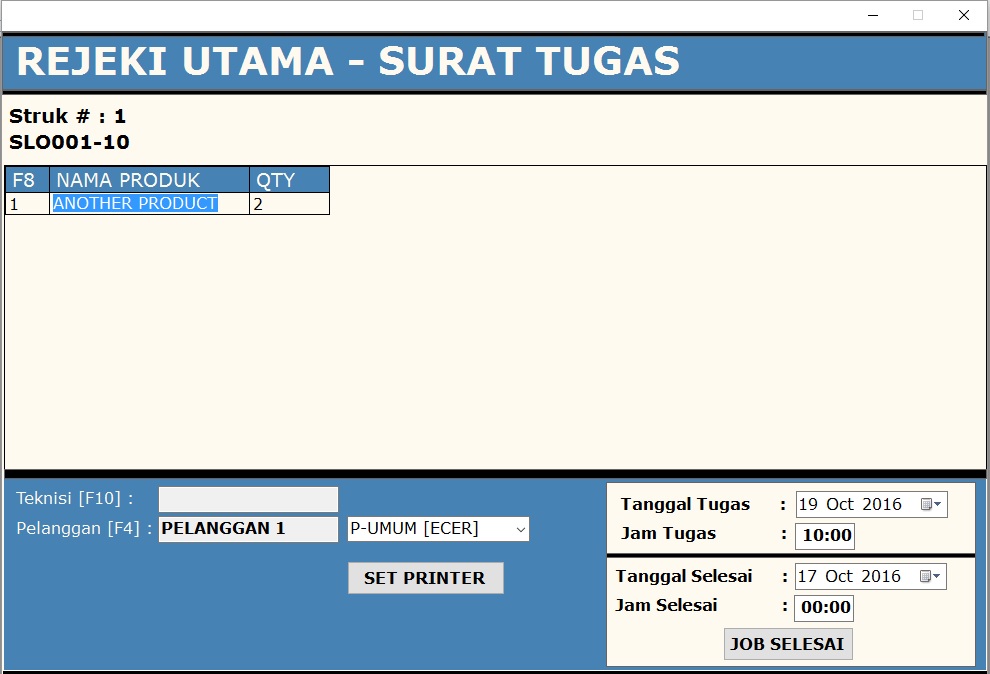 REJEKI UTAMA - SURAT TUGAS
Struk # : 1
SLO001-10
F8 NAMA PRODUK QTY
1 ANOTHER PRODUCT 2
Teknisi [F10] :
Pelanggan [F4] : PELANGGAN 1 P-UMUM [ECER]
SET PRINTER
Tanggal Tugas : 19 Oct 2016
Jam Tugas : 10:00
Tanggal Selesai : 17 Oct 2016
Jam Selesai : 00:00
JOB SELESAI